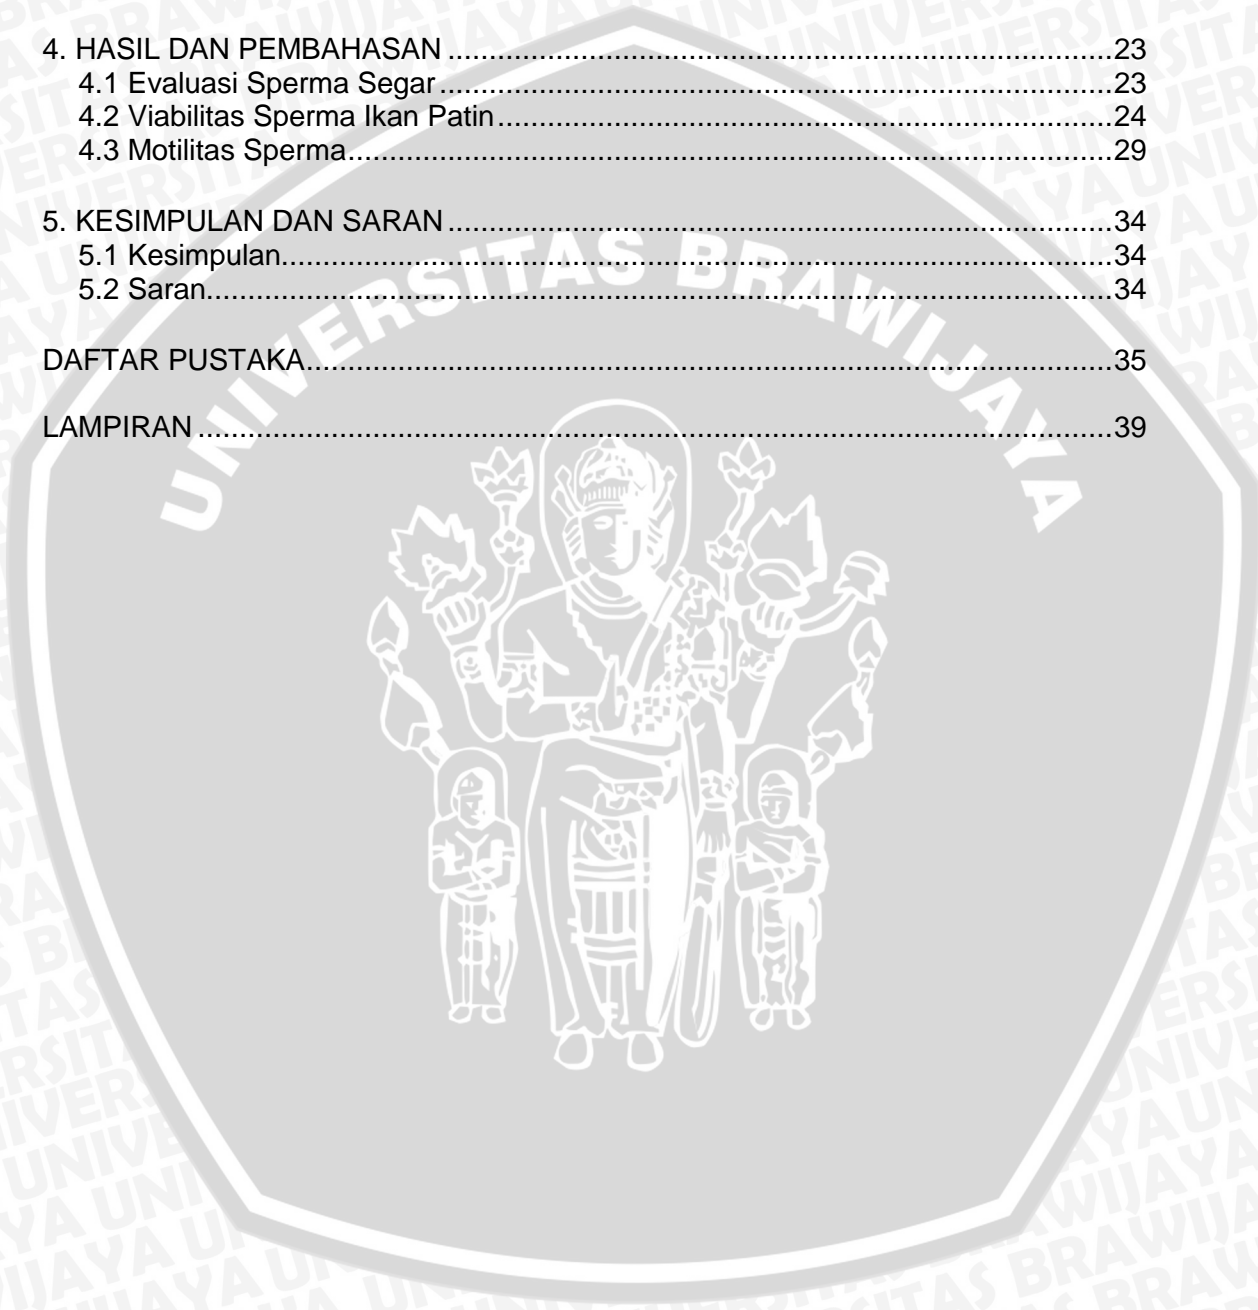 4. HASIL DAN PEMBAHASAN ................................................................................23
4.1 Evaluasi Sperma Segar.................................................................................23
4.2 Viabilitas Sperma Ikan Patin..........................................................................24
4.3 Motilitas Sperma............................................................................................29
5. KESIMPULAN DAN SARAN ................................................................................34
5.1 Kesimpulan....................................................................................................34
5.2 Saran.............................................................................................................34
DAFTAR PUSTAKA.................................................................................................35
LAMPIRAN ..............................................................................................................39
UNIVERSITAS BRAWIJAYA